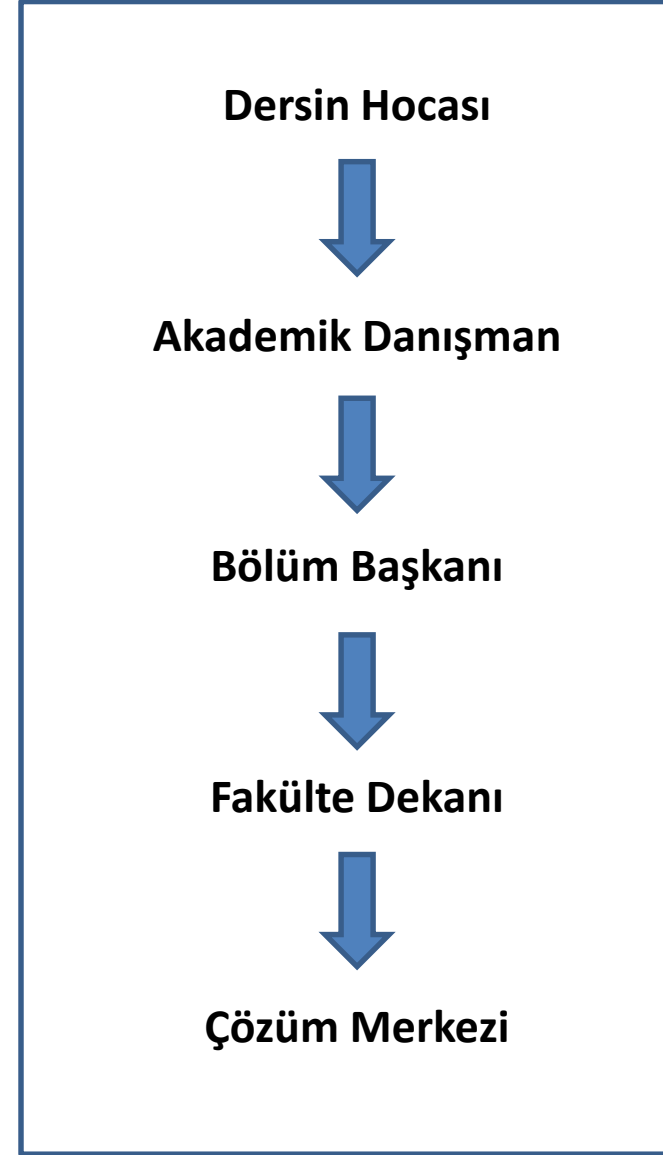 Dersin Hocası
Akademik Danışman
Bölüm Başkanı
Fakülte Dekanı
Çözüm Merkezi